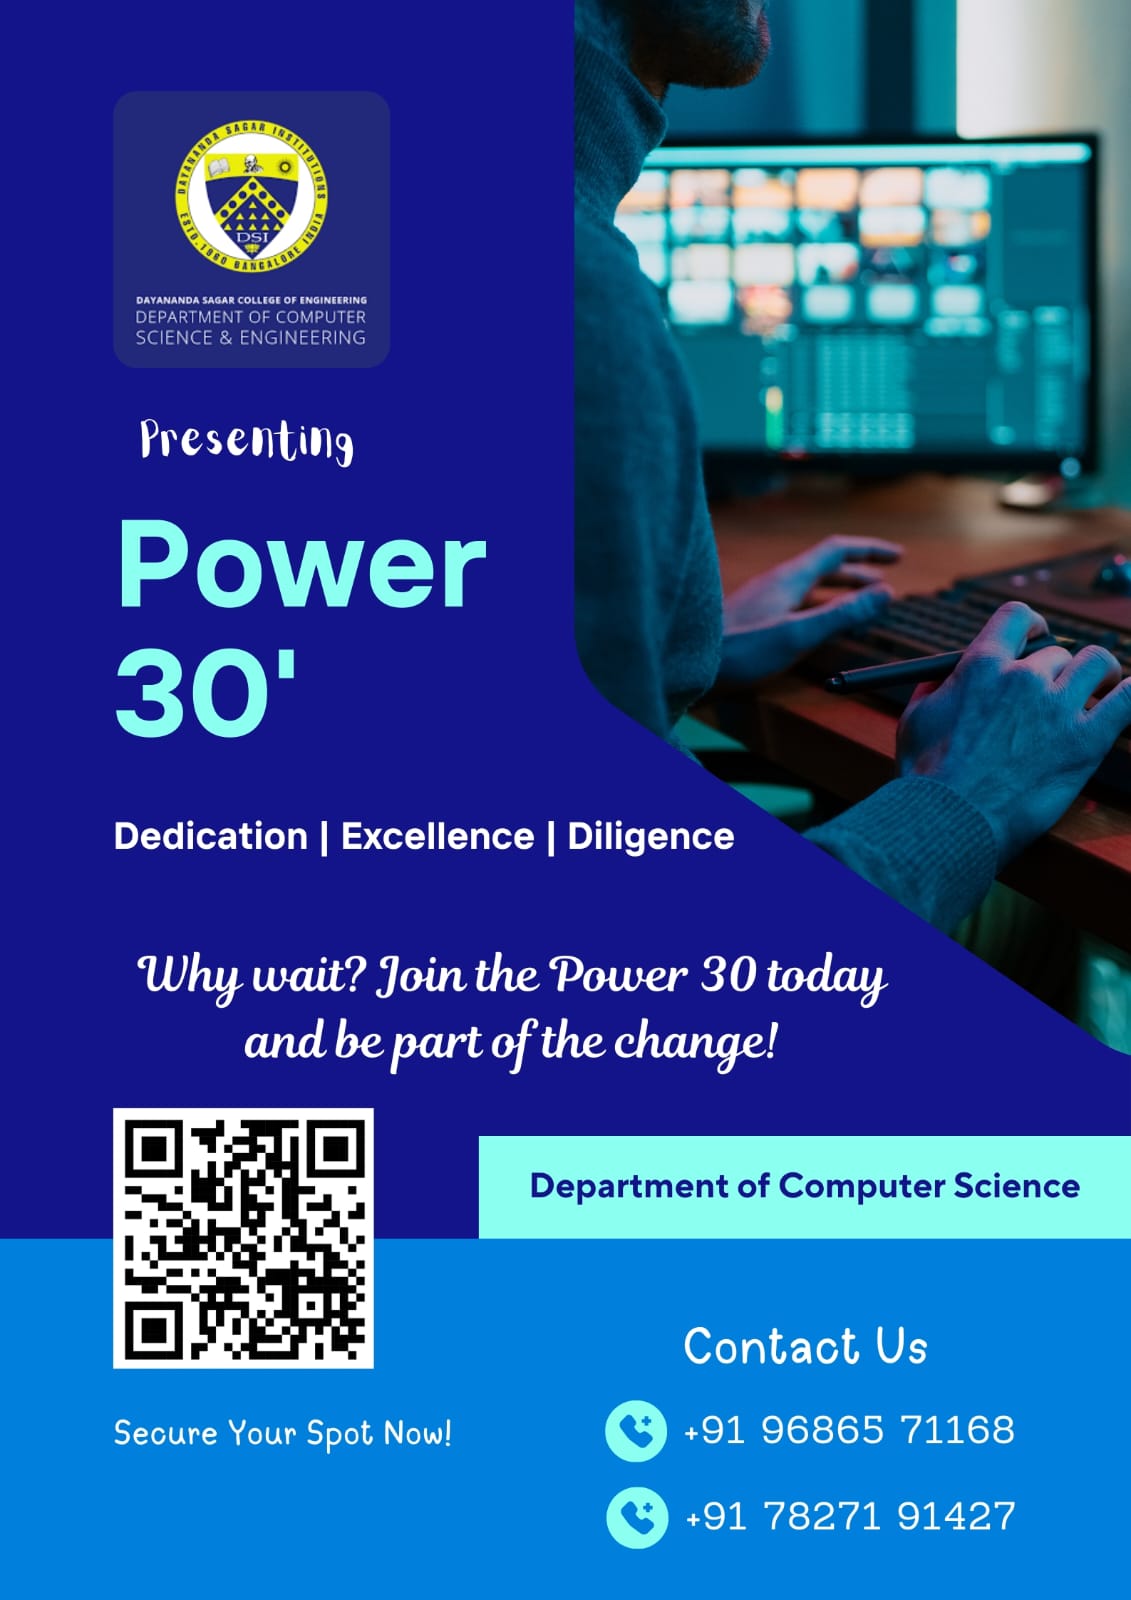 DAYANANDA SAGAR INSTITUTIONS
ESTD.1960 BANGALORE INDIA
DSI
DAYANANDA SAGAR COLLEGE OF ENGINEERING
DEPARTMENT OF COMPUTER
SCIENCE & ENGINEERING
Presenting
Power
30'
Dedication | Excellence | Diligence
Why wait? Join the Power 30 today
and be part of the change!
Department of Computer Science
Contact Us
+91 96865 71168
Secure Your Spot Now!
+91 78271 91427